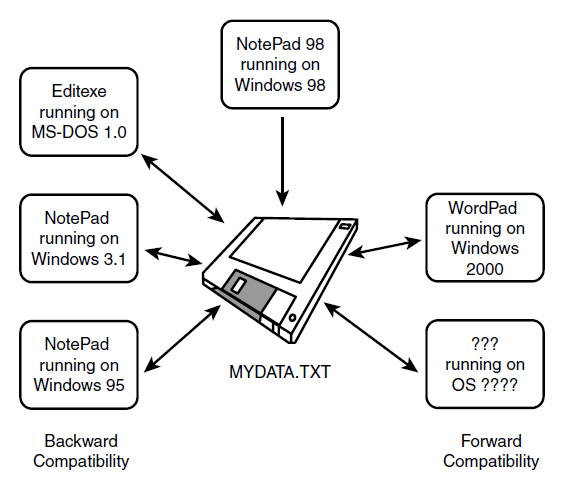 NotePad 98
running on
Windows 98
Editexe
running on
MS-DOS 1.0
NotePad
running on
Windows 3.1
NotePad
running on
Windows 95
WordPad
running on
Windows
2000
???
running on
OS ????
MYDATA.TXT
Backward
Compatibility
Forward
Compatibility